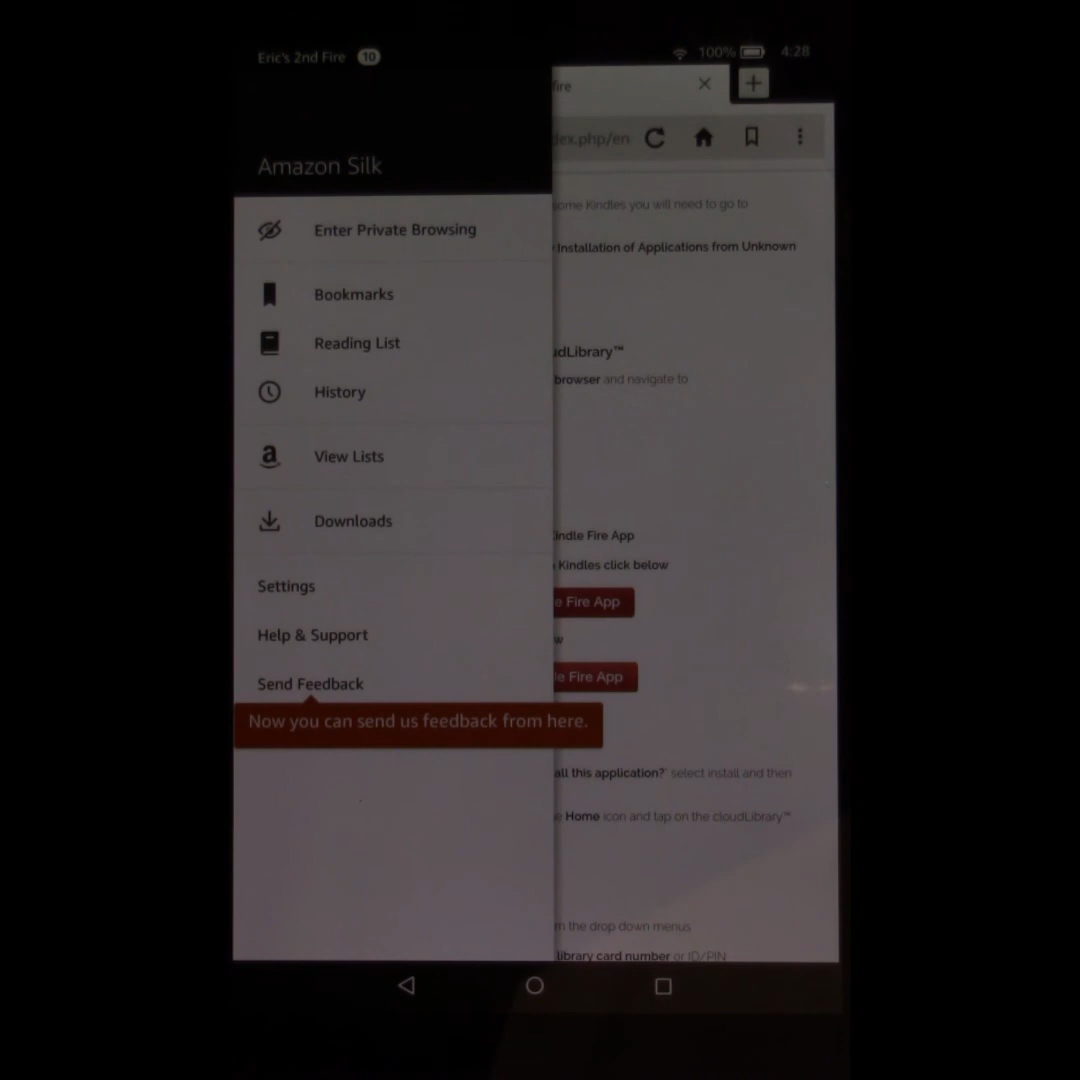 Eric's 2nd Fire 10
100% 4:28
fire
dex.php/en
Amazon Silk
Enter Private Browsing
Bookmarks
Reading List
History
View Lists
Downloads
Settings
Help & Support
Send Feedback
Now you can send us feedback from here.
some Kindles you will need to go to
Installation of Applications from Unknown
udLibrary™
browser and navigate to
Kindle Fire App
Kindles click below
e Fire App
w
le Fire App
all this application?" select install and then
e Home icon and tap on the cloudLibrary™
m the drop down menus
library card number or ID/PIN